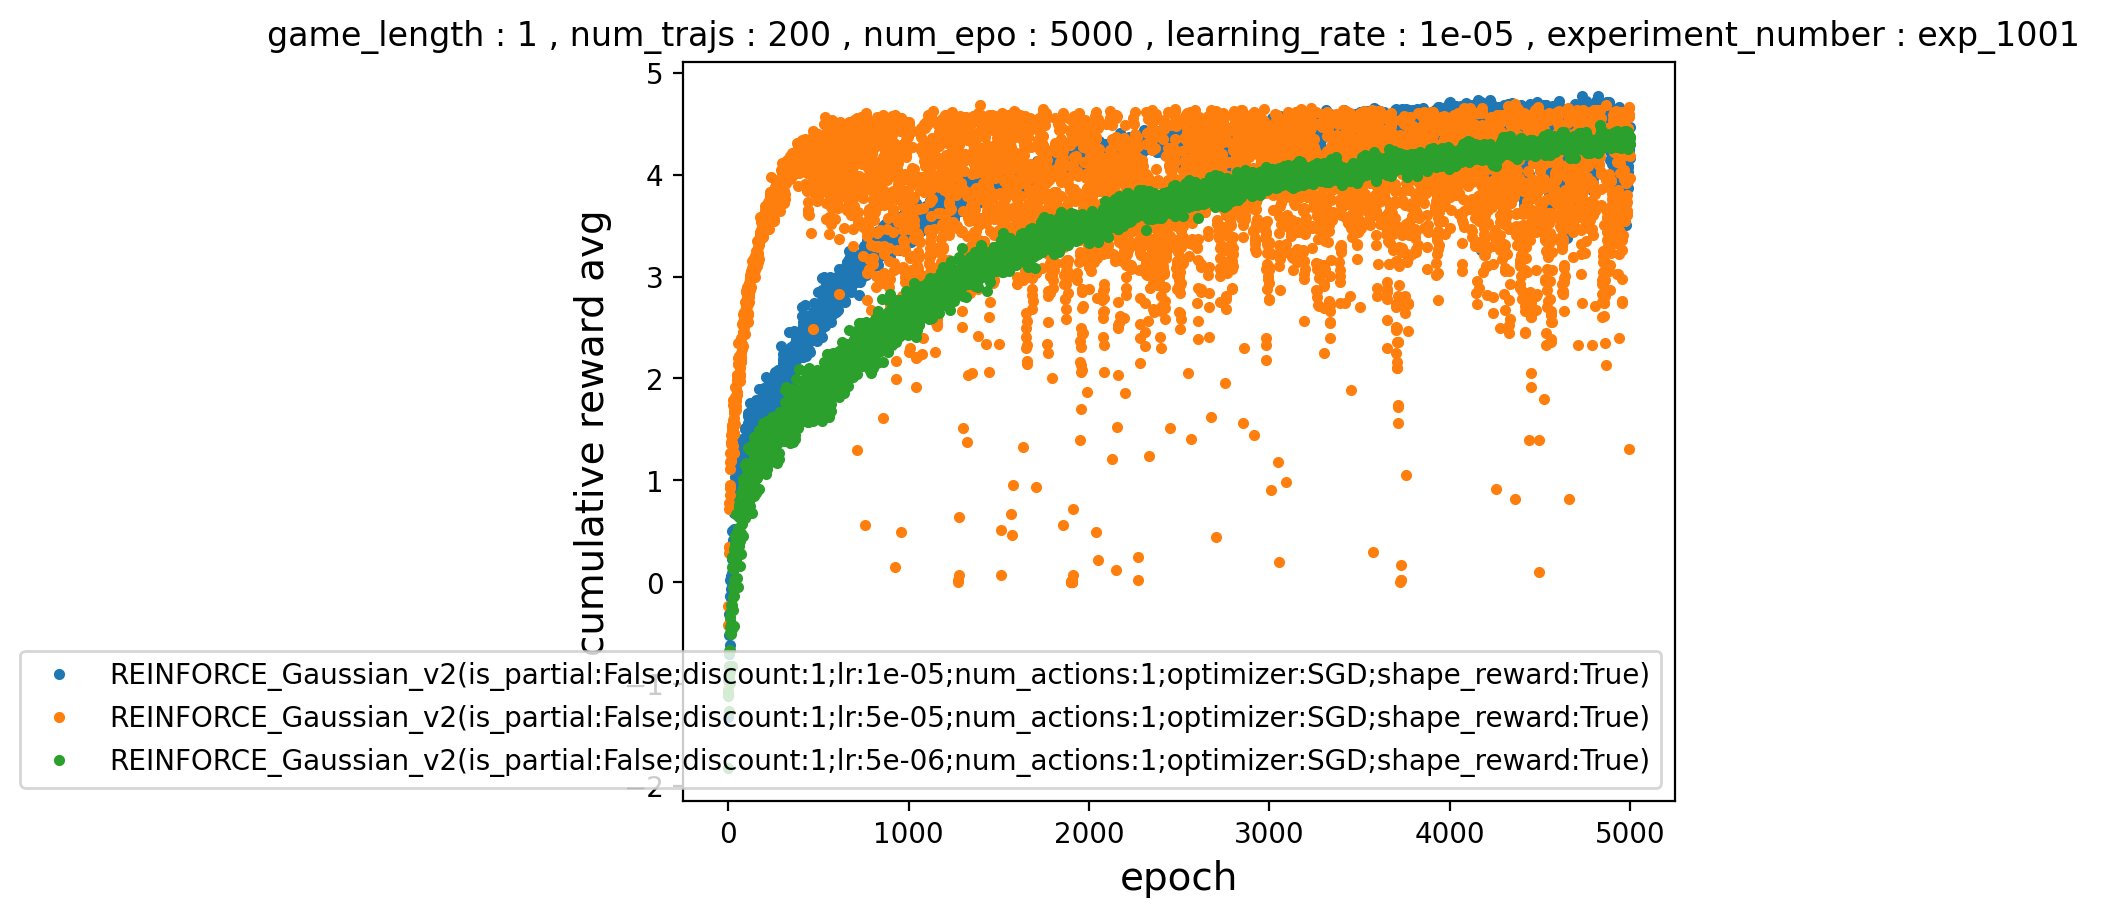 game_length : 1 , num_trajs : 200 , num_epo : 5000 , learning_rate : 1e-05 , experiment_number : exp_1001
cumulative reward avg
5
4
3
2
1
0
−1
−2
REINFORCE_Gaussian_v2(is_partial:False;discount:1;lr:1e-05;num_actions:1;optimizer:SGD;shape_reward:True)
REINFORCE_Gaussian_v2(is_partial:False;discount:1;lr:5e-05;num_actions:1;optimizer:SGD;shape_reward:True)
REINFORCE_Gaussian_v2(is_partial:False;discount:1;lr:5e-06;num_actions:1;optimizer:SGD;shape_reward:True)
0 1000 2000 3000 4000 5000
epoch